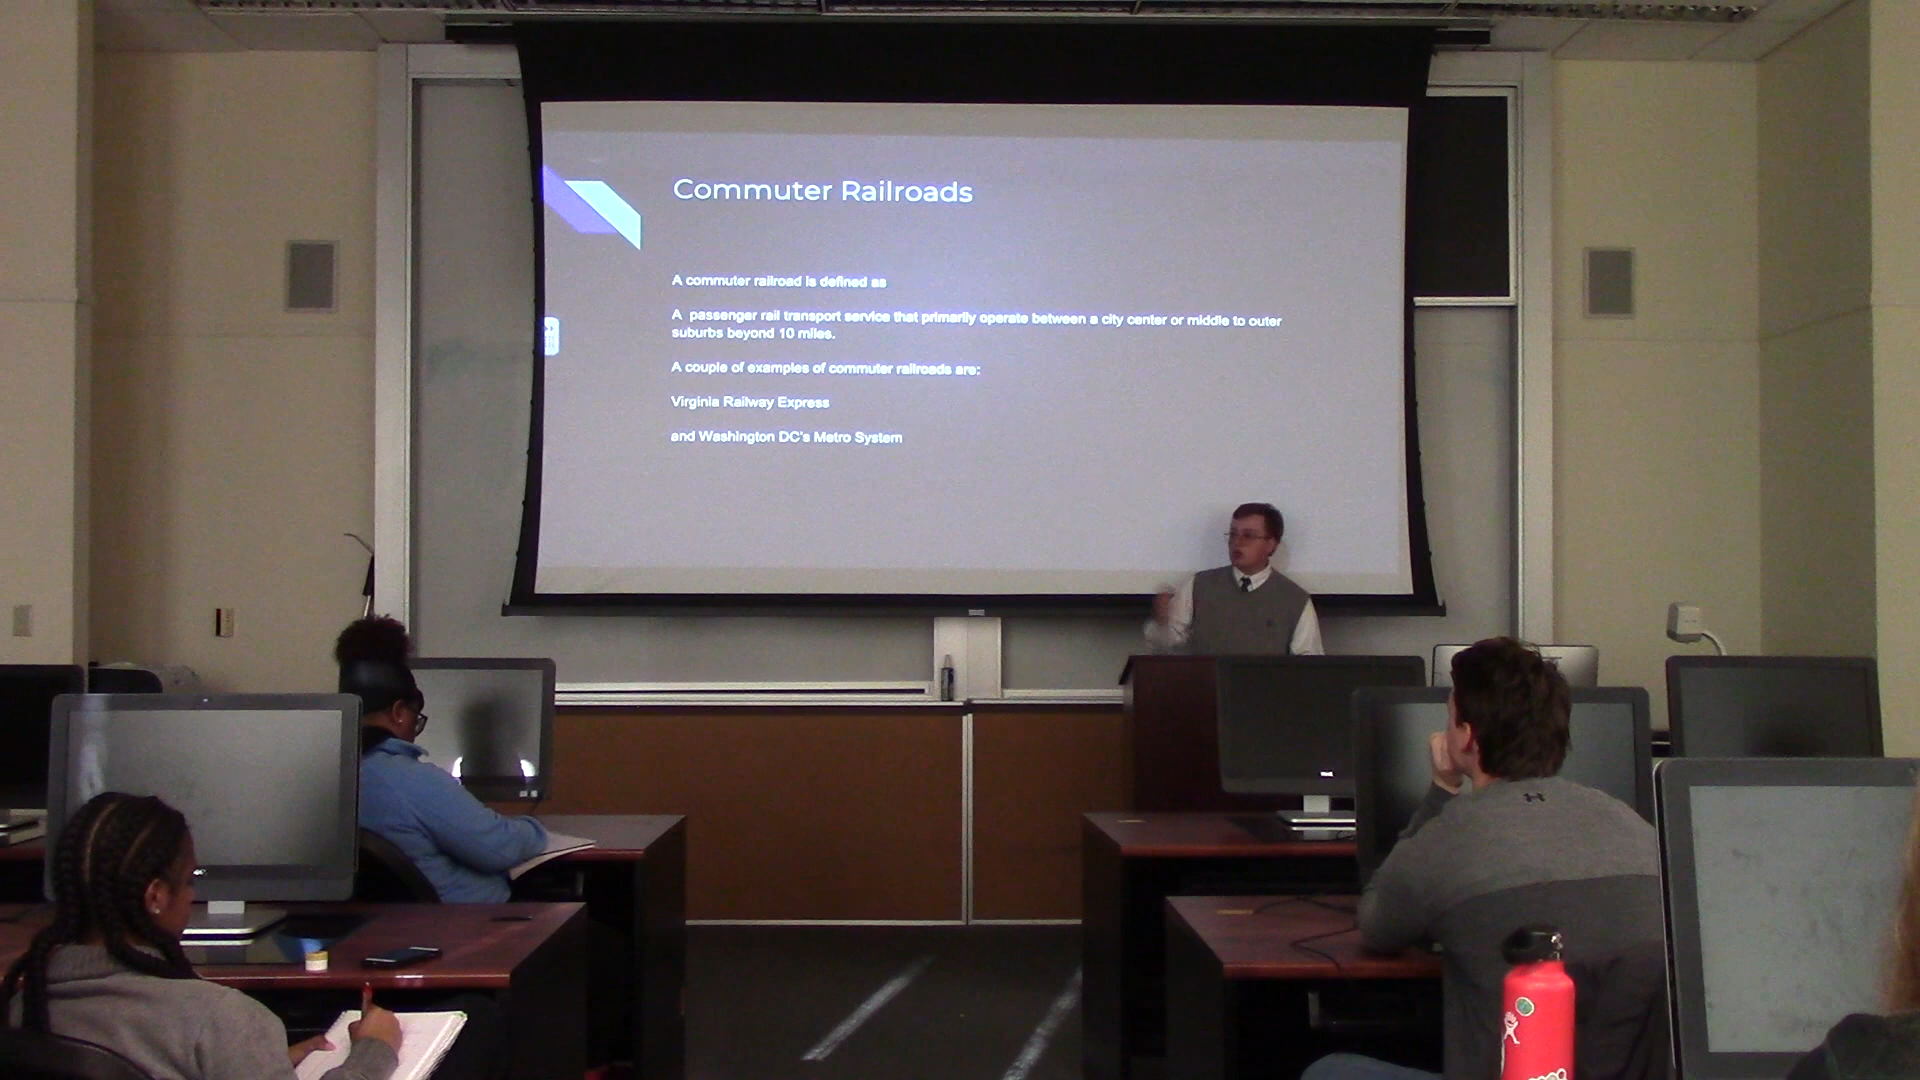 Commuter Railroads
A commuter railroad is defined as
A passenger rail transport service that primarily operate between a city center or middle to outer
suburbs beyond 10 miles.
A couple of examples of commuter railroads are:
Virginia Railway Express
and Washington DC's Metro System